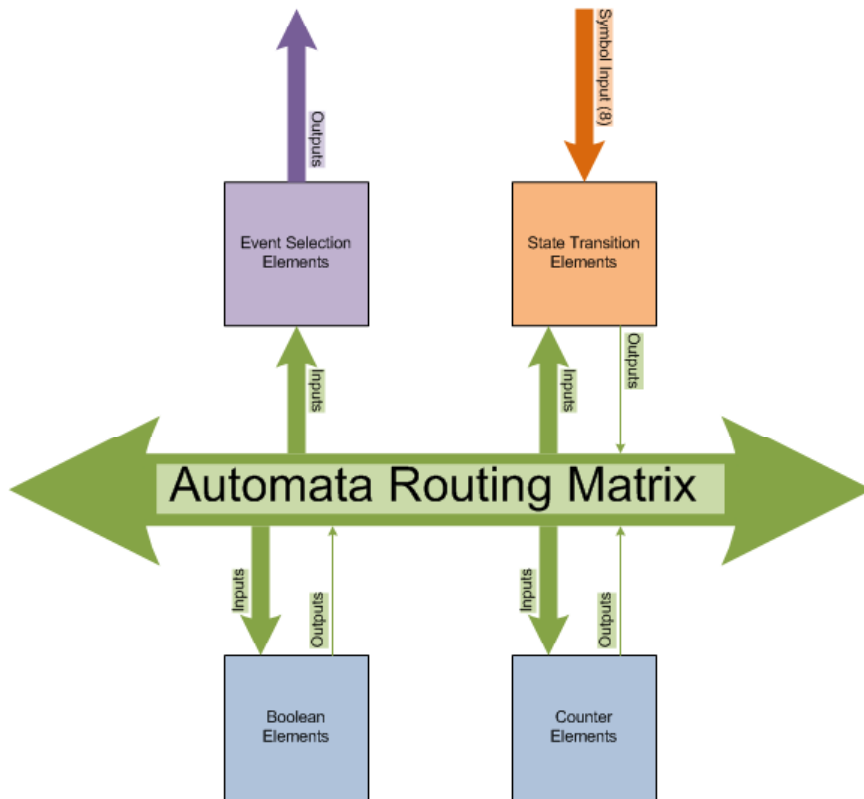 Outputs
Symbol Input (8)
Event Selection
Elements
State Transition
Elements
Inputs
Inputs
Outputs
Automata Routing Matrix
Inputs
Outputs
Inputs
Outputs
Boolean
Elements
Counter
Elements